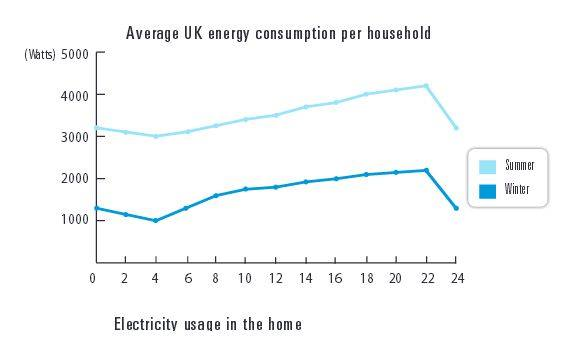 Average UK energy consumption per household
(Watts) 5000
4000
3000
2000
1000
0 2 4 6 8 10 12 14 16 18 20 22 24
Summer
Winter
Electricity usage in the home